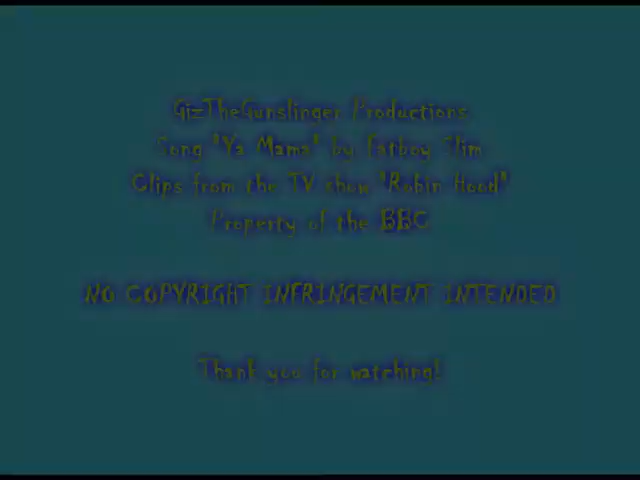 GizTheGunslinger Productions
Song "Ya Mama" by Fatboy Slim
Clips from the TV show "Robin Hood"
Property of the BBC
NO COPYRIGHT INFRINGEMENT INTENDED
Thank you for watching!